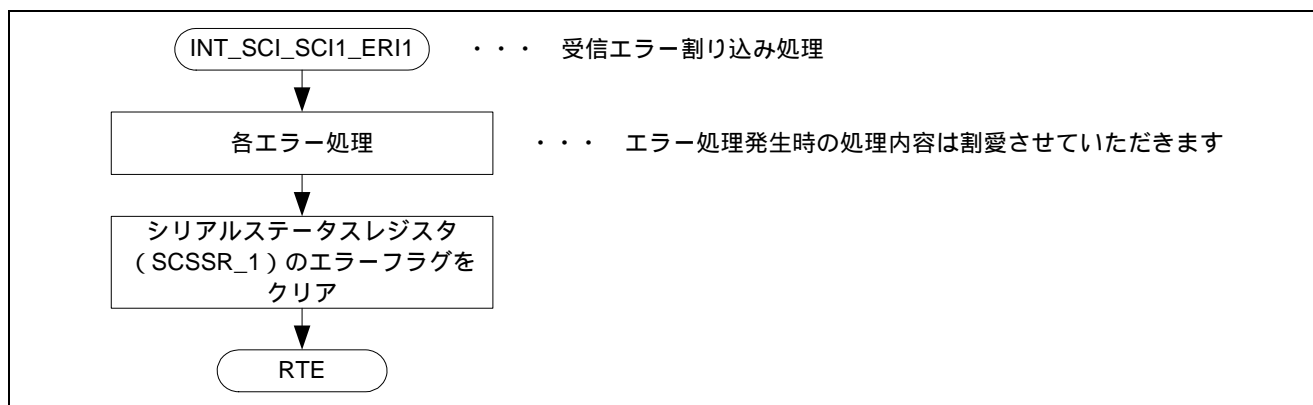 INT_SCI_SCI1_ERI1 ・・・ 受信エラー割り込み処理
各エラー処理 ・・・ エラー処理発生時の処理内容は割愛させていただきます
シリアルステータスレジスタ
(SCSSR_1)のエラーフラグを
クリア
RTE